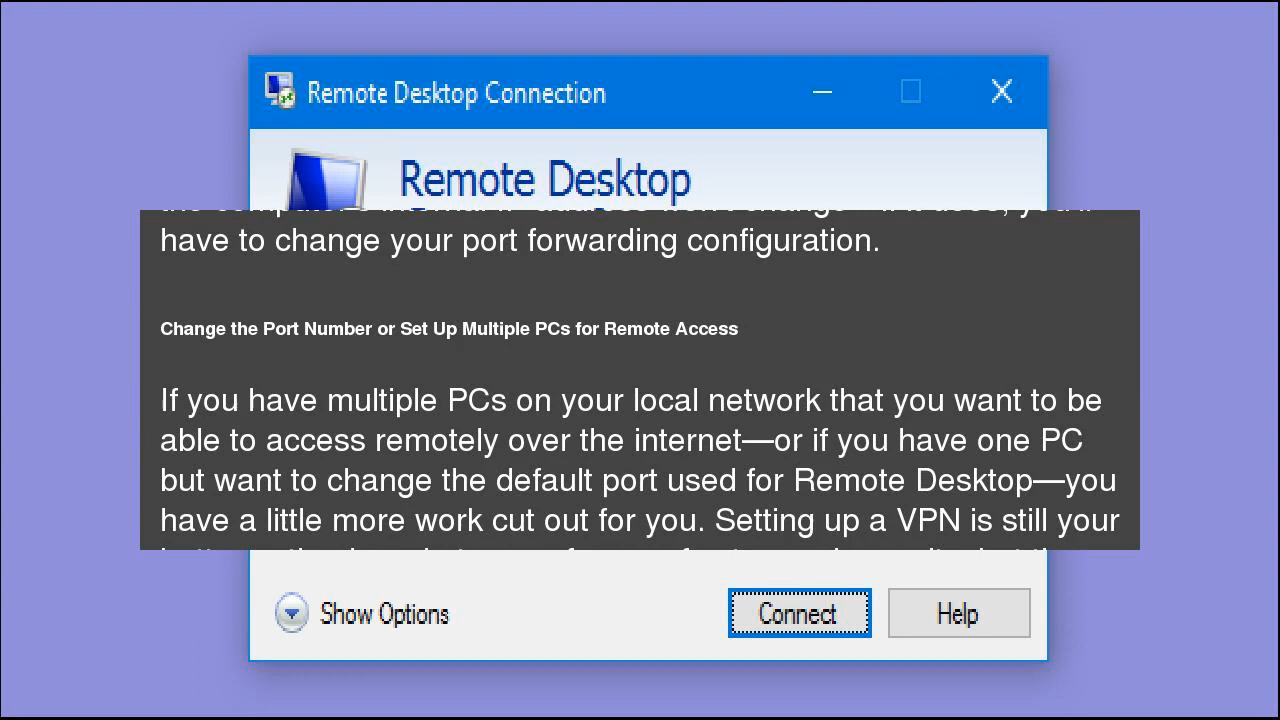 Remote Desktop Connection
Remote Desktop
have to change your port forwarding configuration.
Change the Port Number or Set Up Multiple PCs for Remote Access
If you have multiple PCs on your local network that you want to be
able to access remotely over the internet—or if you have one PC
but want to change the default port used for Remote Desktop—you
have a little more work cut out for you. Setting up a VPN is still your
Show Options
Connect
Help